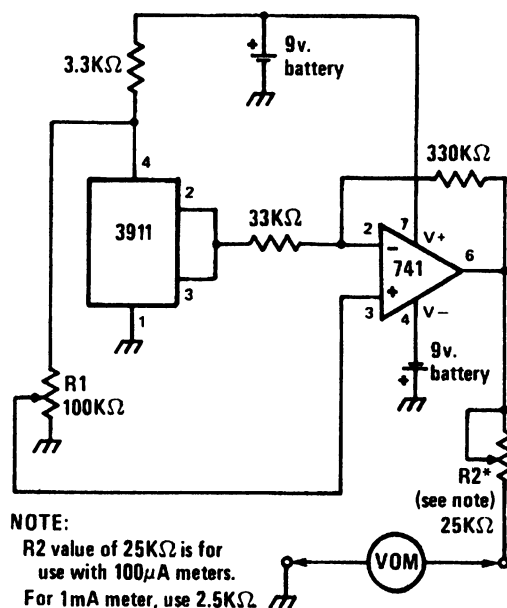 9v.
battery
3.3KΩ
330KΩ
4
2
3911
3
1
33KΩ
2
7
V+
-
741
6
+
3
4
V-
9v.
battery
R1
100KΩ
R2*
(see note)
25KΩ
VOM
NOTE:
R2 value of 25KΩ is for
use with 100µA meters.
For 1mA meter, use 2.5KΩ